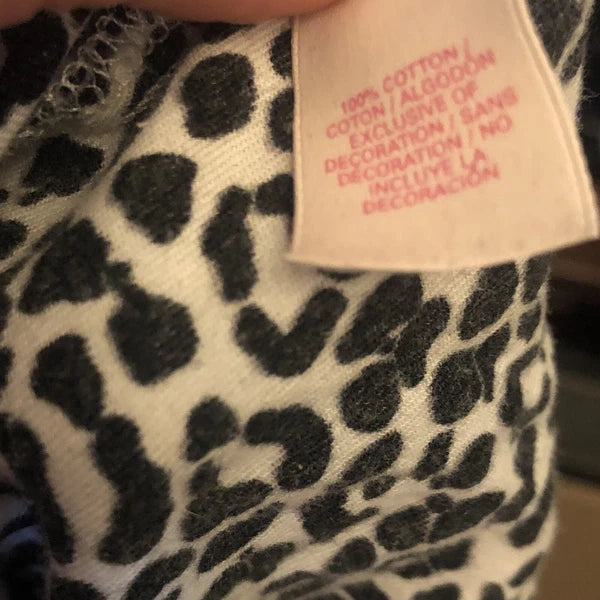 100% COTTON /
COTON / ALGODÓN
EXCLUSIVE OF
DECORATION / SANS
DÉCORATION / NO
INCLUYE LA
DECORACIÓN